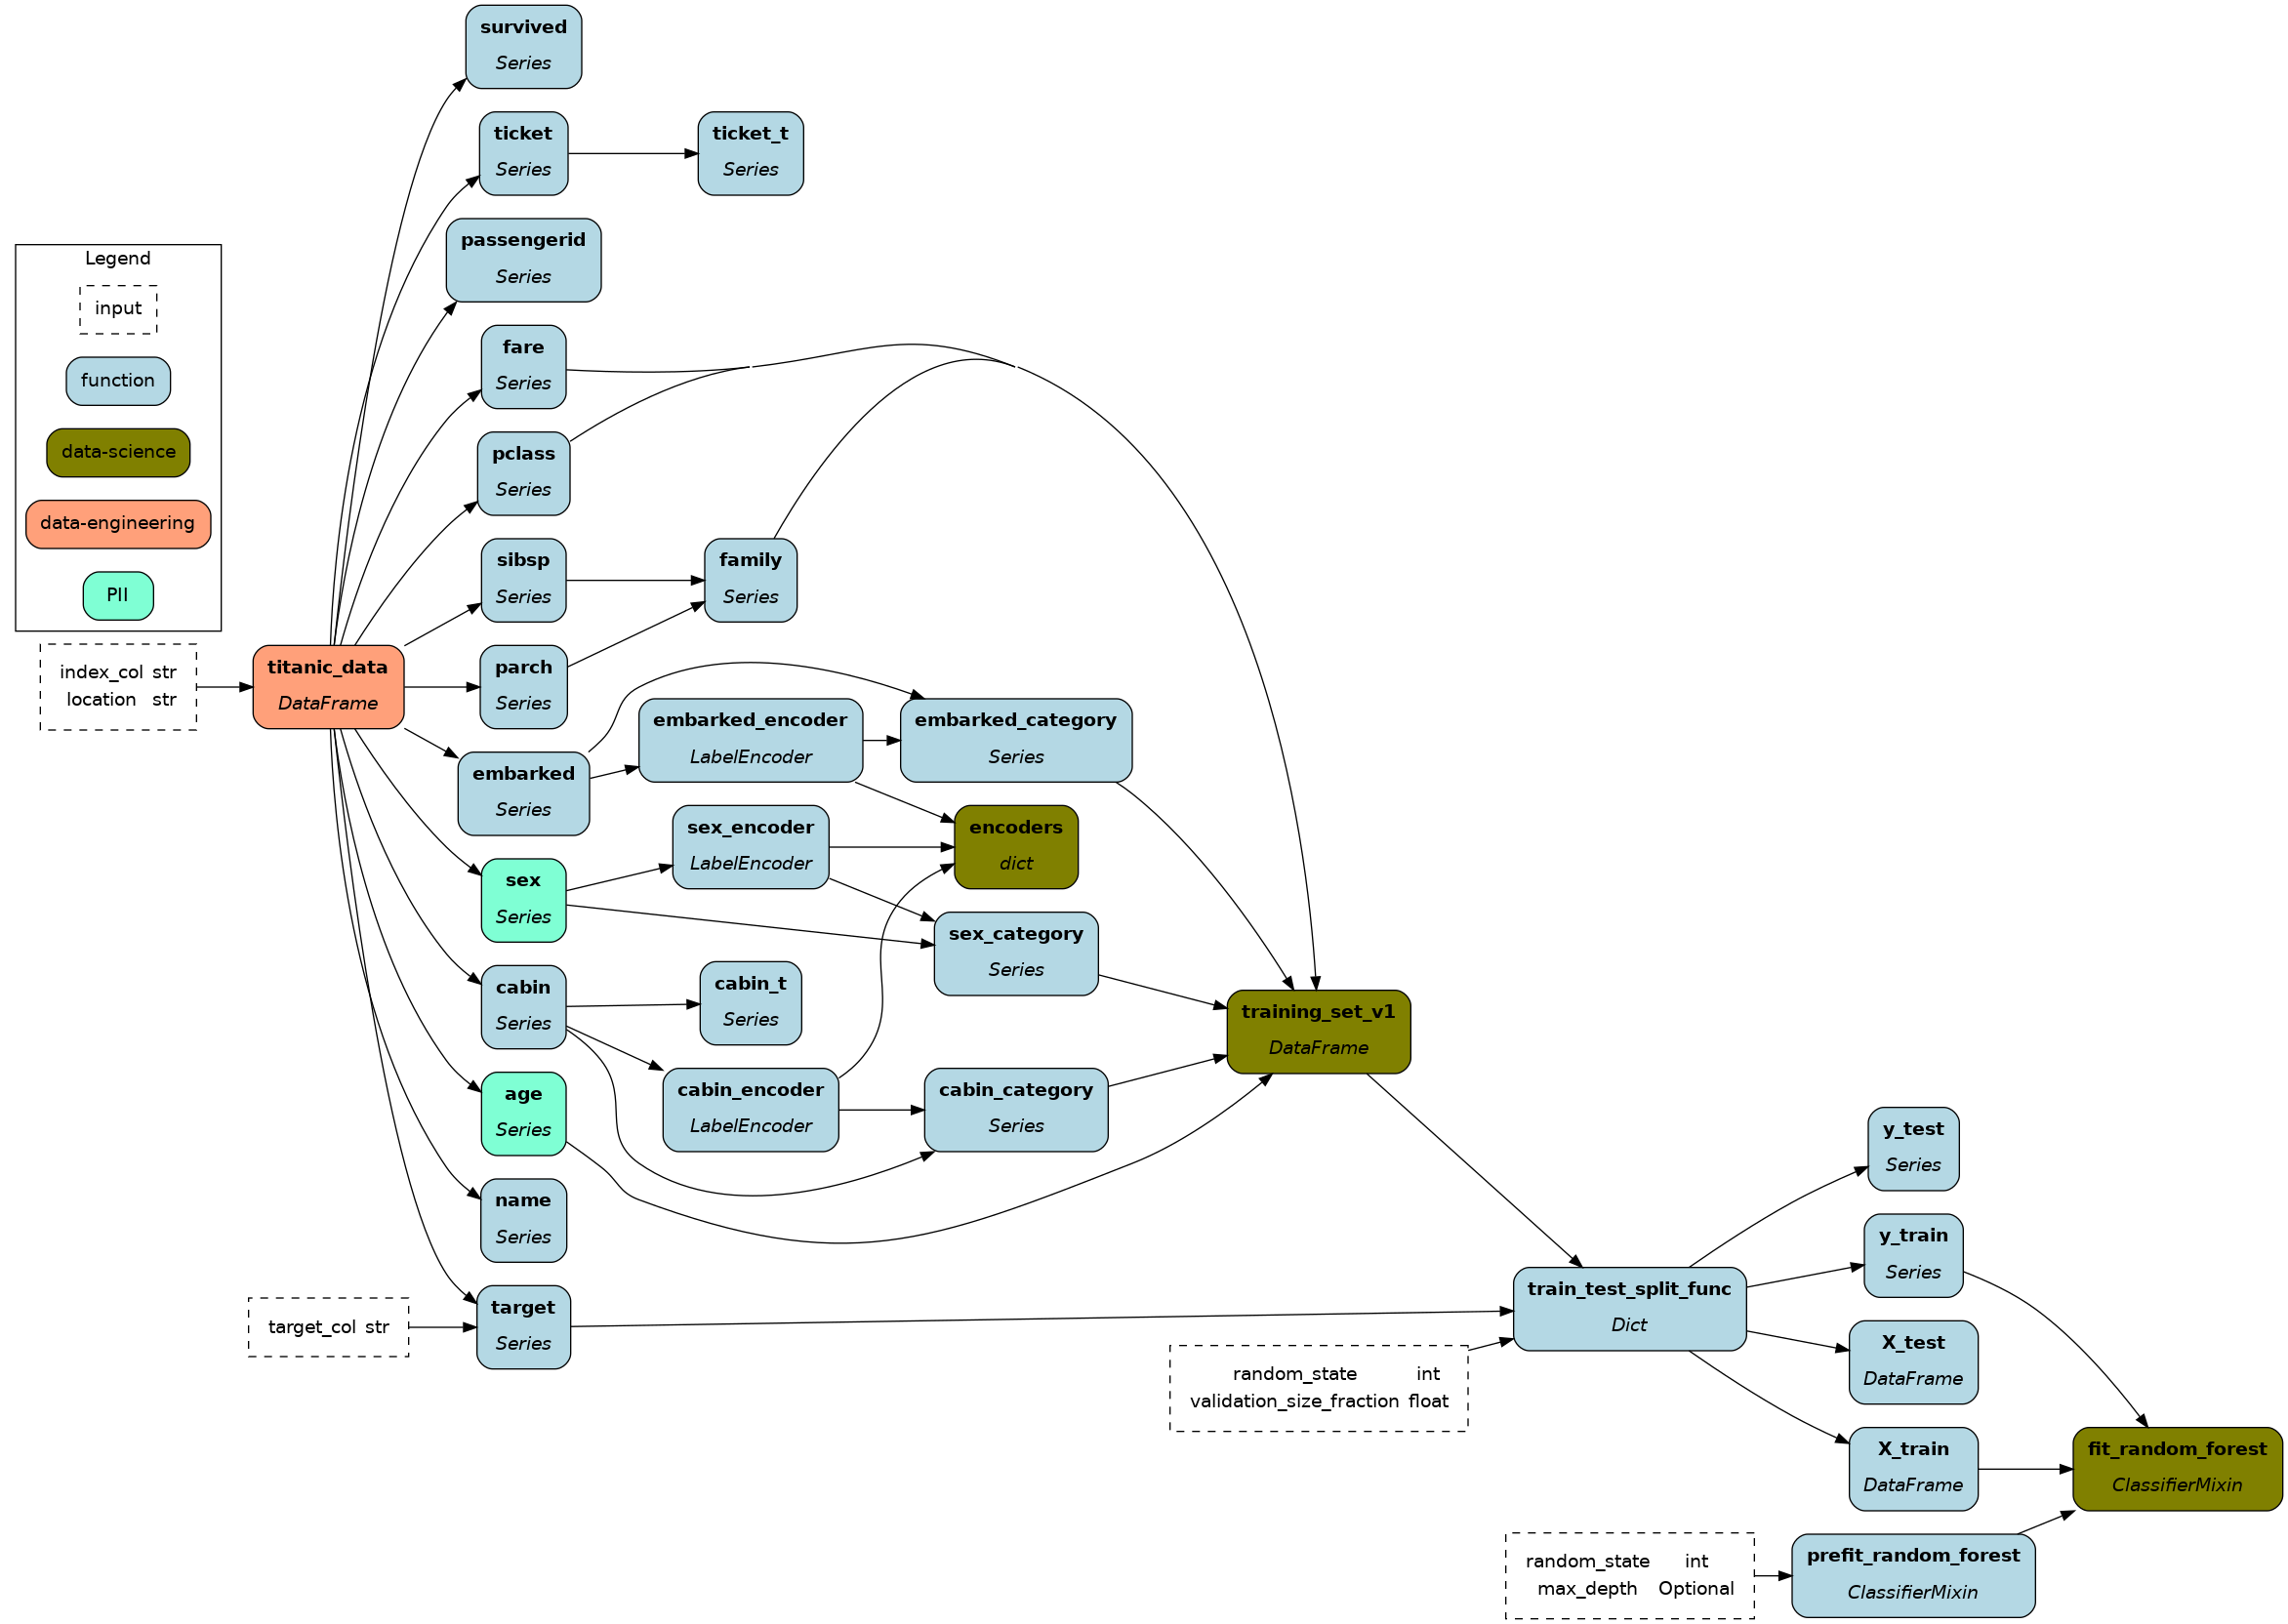 survived
Series
ticket
Series
ticket_t
Series
passengerid
Series
Legend
input
function
data-science
data-engineering
PII
fare
Series
pclass
Series
sibsp
Series
family
Series
index_col str
location str
titanic_data
DataFrame
parch
Series
embarked
Series
embarked_encoder
LabelEncoder
embarked_category
Series
sex_encoder
LabelEncoder
encoders
dict
sex
Series
sex_category
Series
cabin
Series
cabin_t
Series
training_set_v1
DataFrame
age
Series
cabin_encoder
LabelEncoder
cabin_category
Series
name
Series
target_col str
target
Series
random_state int
validation_size_fraction float
train_test_split_func
Dict
y_test
Series
y_train
Series
X_test
DataFrame
X_train
DataFrame
fit_random_forest
ClassifierMixin
random_state int
max_depth Optional
prefit_random_forest
ClassifierMixin